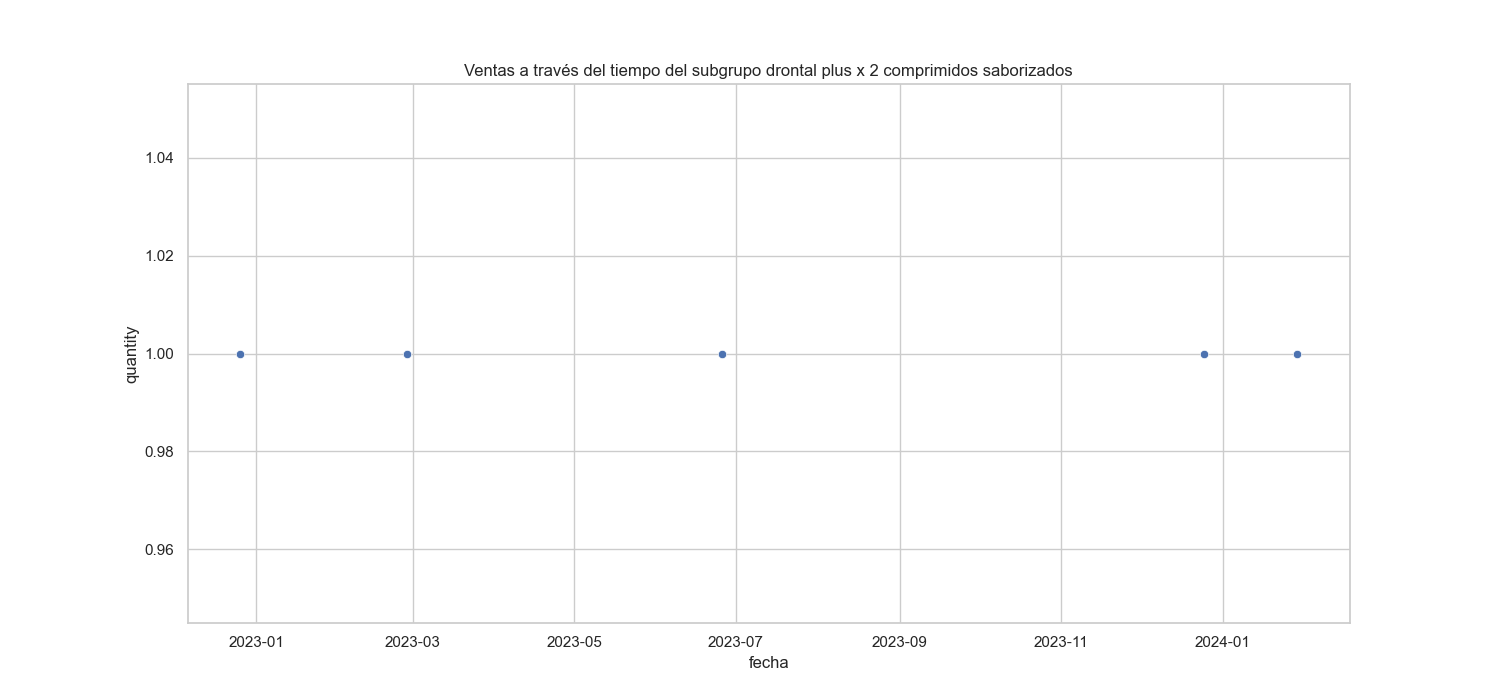 Ventas a través del tiempo del subgrupo drontal plus x 2 comprimidos saborizados
1.04
1.02
1.00
0.98
0.96
quantity
2023-01 2023-03 2023-05 2023-07 2023-09 2023-11 2024-01
fecha